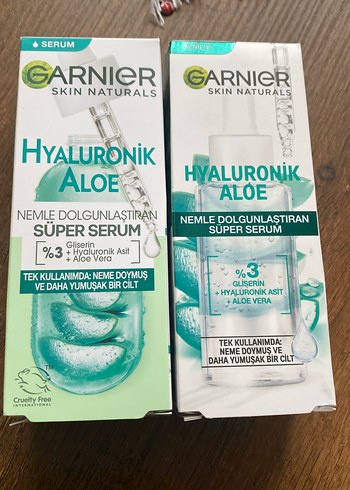 SERUM
GARNIER
SKIN NATURALS
HYALURONİK
ALOE
NEMLE DOLGUNLAŞTIRAN
SÜPER SERUM
%3 Gliserin
+ Hyaluronik Asit
+ Aloe Vera
TEK KULLANIMDA: NEME DOYMUŞ
VE DAHA YUMUŞAK BİR CİLT
Cruelty Free
INTERNATIONAL
GARNIER
SKIN NATURALS
HYALURONİK
ALOE
NEMLE DOLGUNLAŞTIRAN
SÜPER SERUM
%3
GLİSERİN
+ HYALURONİK ASİT
+ ALOE VERA
TEK KULLANIMDA:
NEME DOYMUŞ VE
DAHA YUMUŞAK BİR CİLT